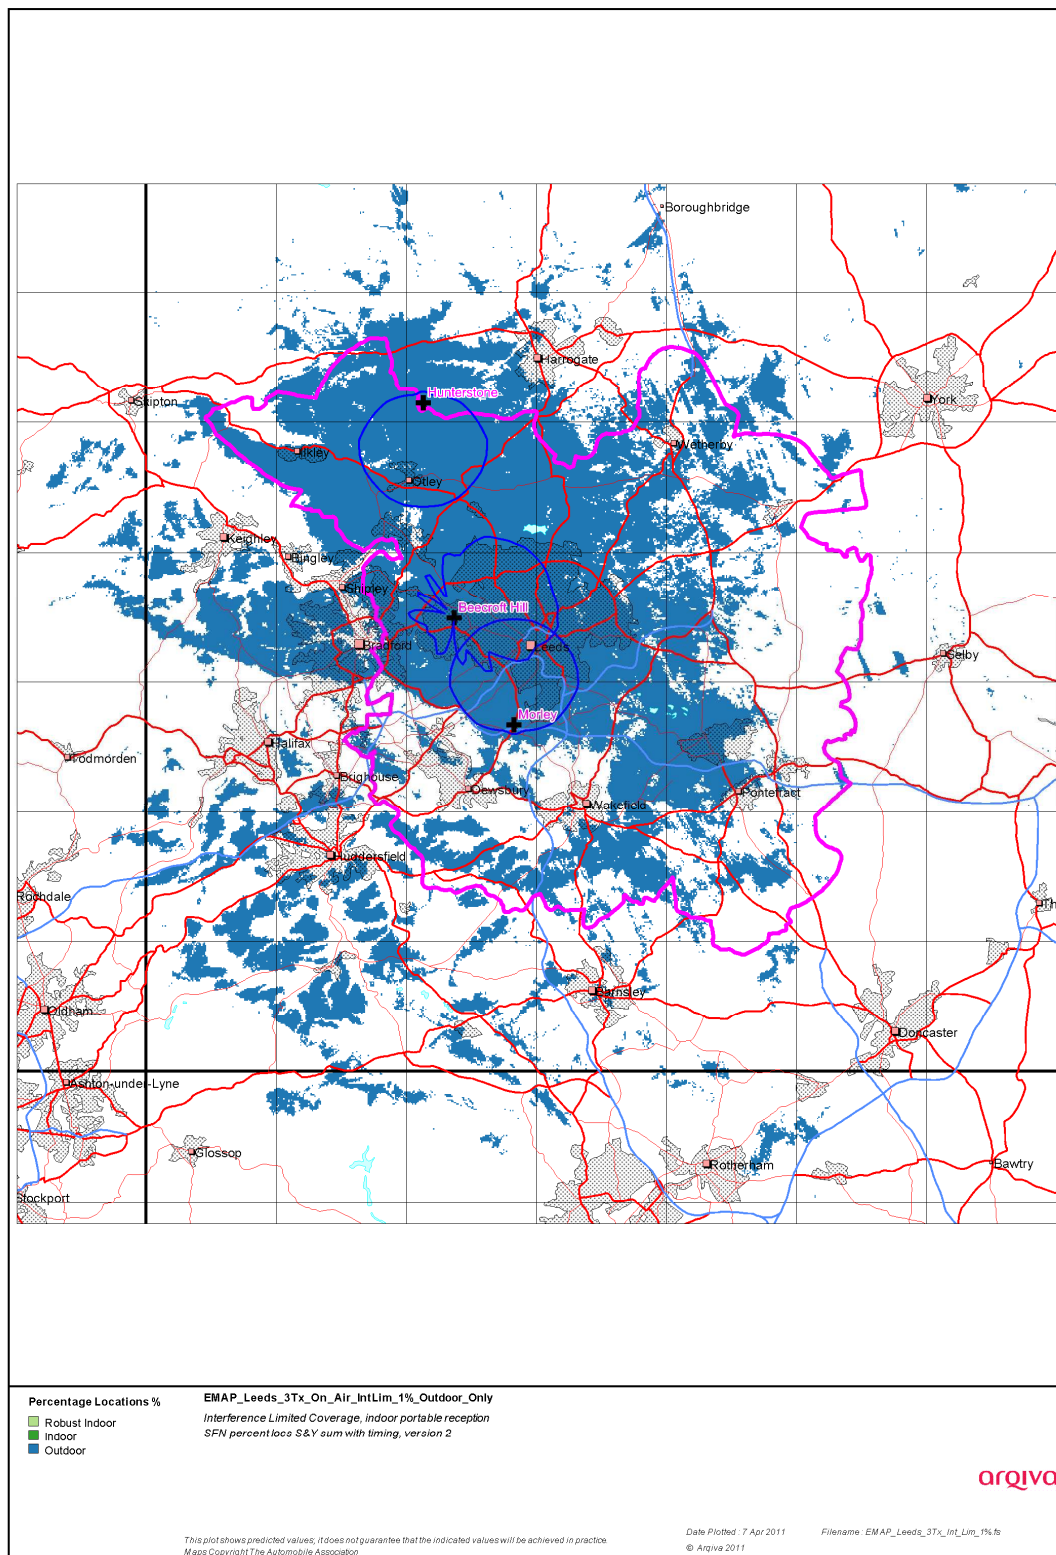 Boroughbridge
Harrogate
Hunterstone
Skipton
York
Wetherby
Ilkley
Otley
Keighley
Bingley
Shipley
Beecroft Hill
Bradford
Leeds
Selby
Morley
Halifax
Todmorden
Brighouse
Dewsbury
Wakefield
Pontefract
Huddersfield
Rochdale
Th
Barnsley
Oldham
Doncaster
Ashton-under-Lyne
Glossop
Rotherham
Bawtry
Stockport
Percentage Locations %
Robust Indoor
Indoor
Outdoor
EMAP_Leeds_3Tx_On_Air_IntLim_1%_Outdoor_Only
Interference Limited Coverage, indoor portable reception
SFN percent locs S&Y sum with timing, version 2
arqiva
This plot shows predicted values; it does not guarantee that the indicated values will be achieved in practice.
Maps Copyright The Automobile Association
Date Plotted : 7 Apr 2011
Filename : EMAP_Leeds_3Tx_Int_Lim_1%.fs
© Arqiva 2011